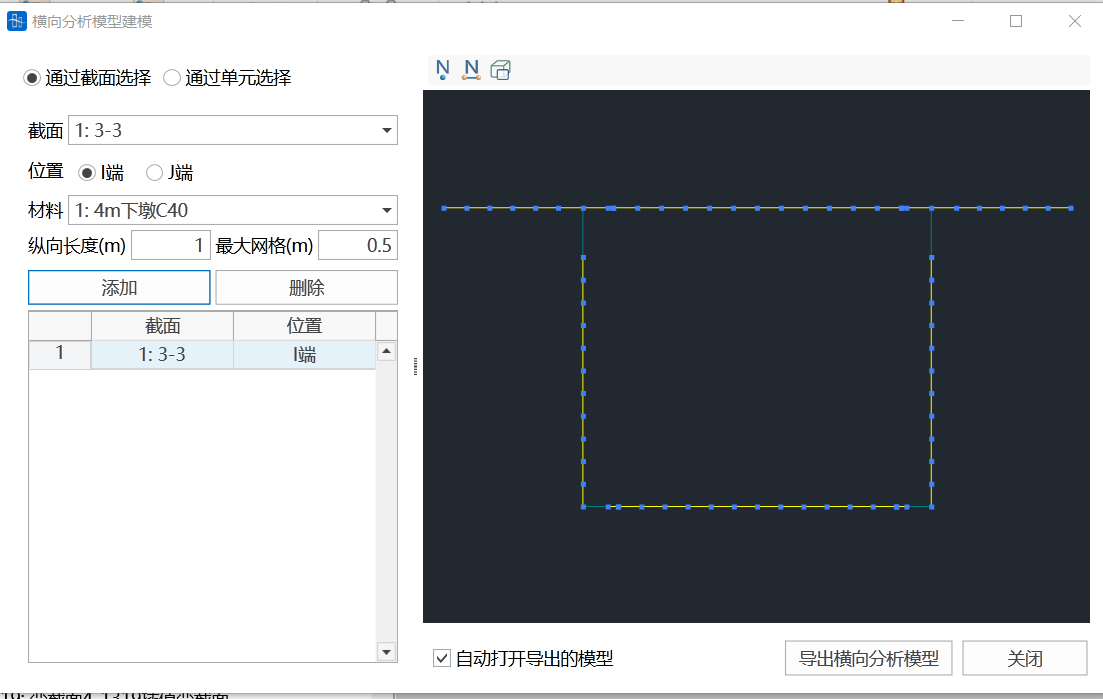 横向分析模型建模
通过截面选择 通过单元选择
N N
截面 1: 3-3
位置 I端 J端
材料 1: 4m下墩C40
纵向长度(m) 1 最大网格(m) 0.5
添加 删除
截面 位置
1 1: 3-3 I端
自动打开导出的模型 导出横向分析模型 关闭